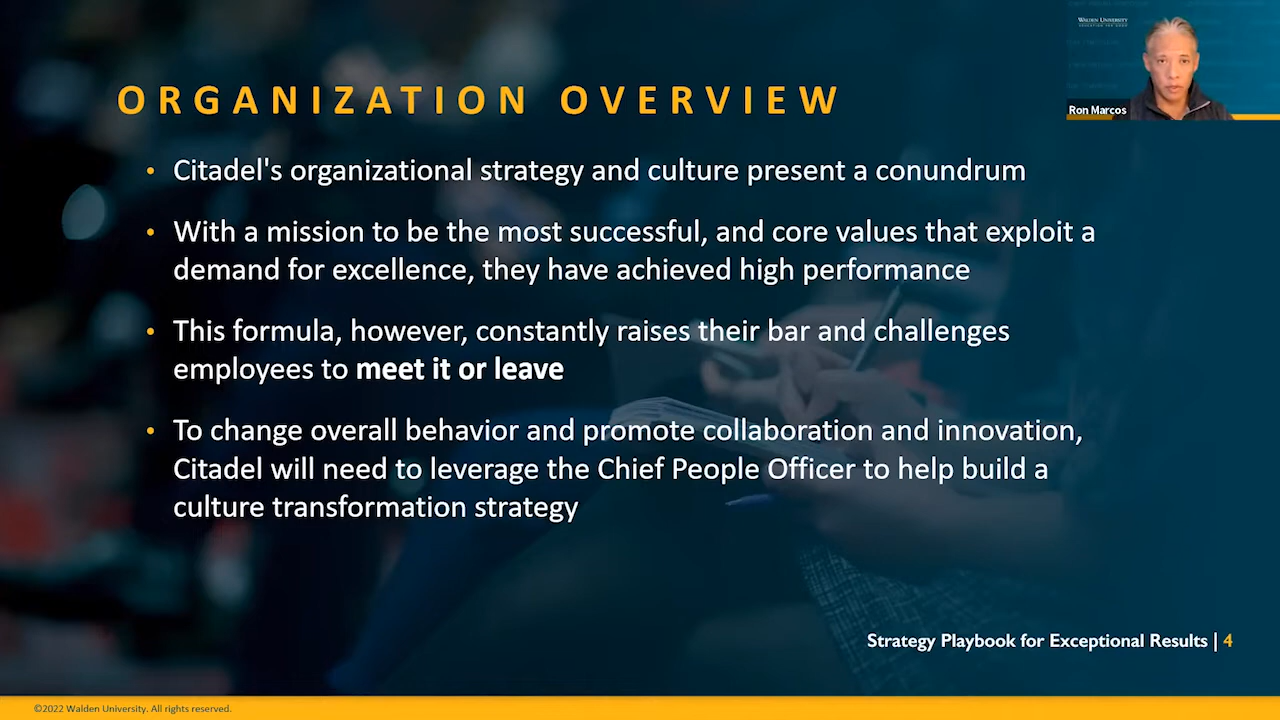 WALDEN UNIVERSITY
Ron Marcos
ORGANIZATION OVERVIEW
• Citadel's organizational strategy and culture present a conundrum
• With a mission to be the most successful, and core values that exploit a
demand for excellence, they have achieved high performance
• This formula, however, constantly raises their bar and challenges
employees to meet it or leave
• To change overall behavior and promote collaboration and innovation,
Citadel will need to leverage the Chief People Officer to help build a
culture transformation strategy
Strategy Playbook for Exceptional Results | 4
©2022 Walden University. All rights reserved.